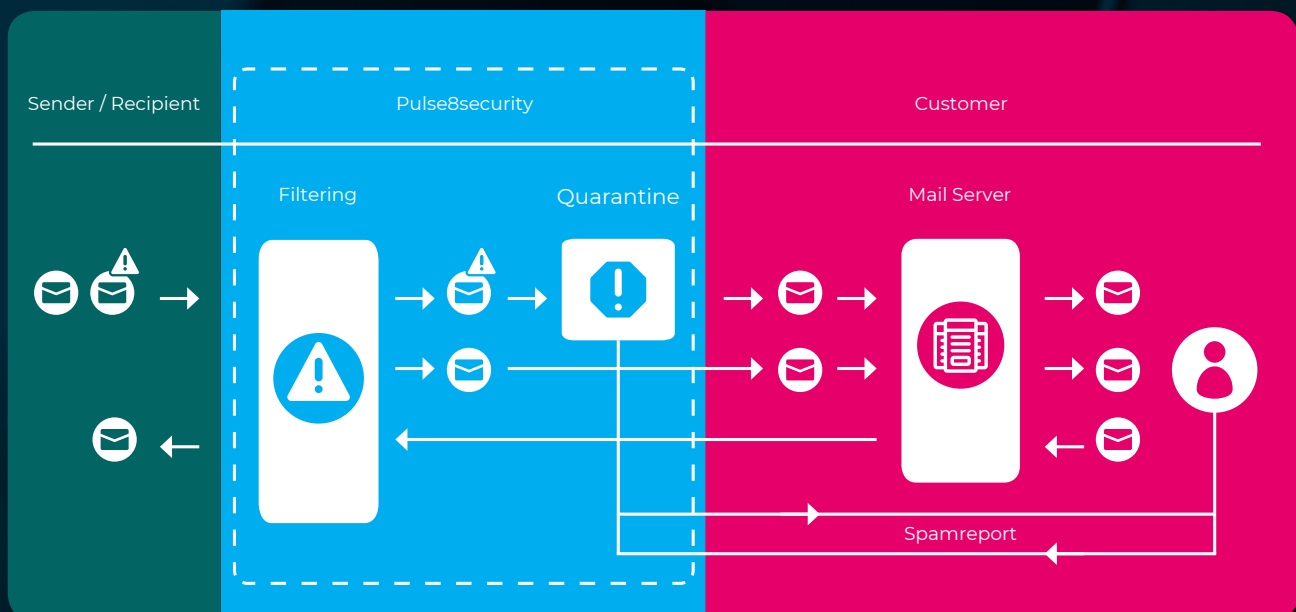 Sender / Recipient
Pulse8security
Customer
Filtering
Quarantine
Mail Server
Spamreport